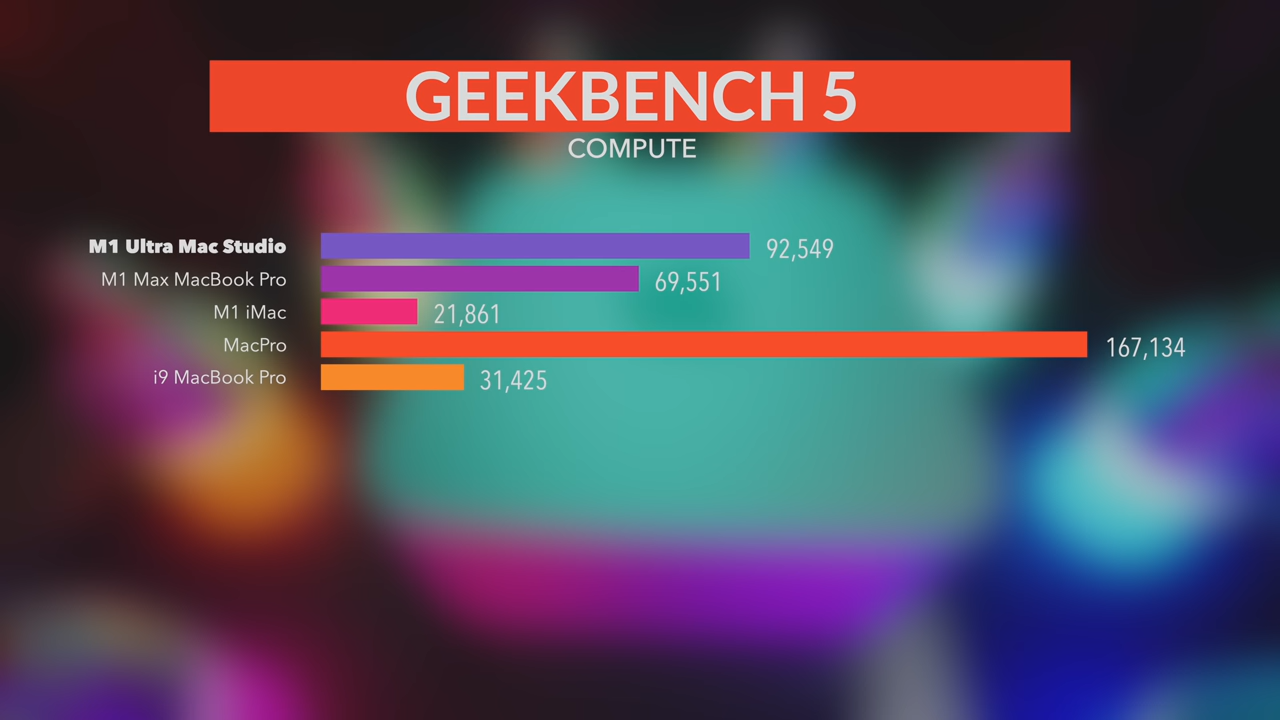 GEEKBENCH 5
COMPUTE
M1 Ultra Mac Studio 92,549
M1 Max MacBook Pro 69,551
M1 iMac 21,861
MacPro 167,134
i9 MacBook Pro 31,425